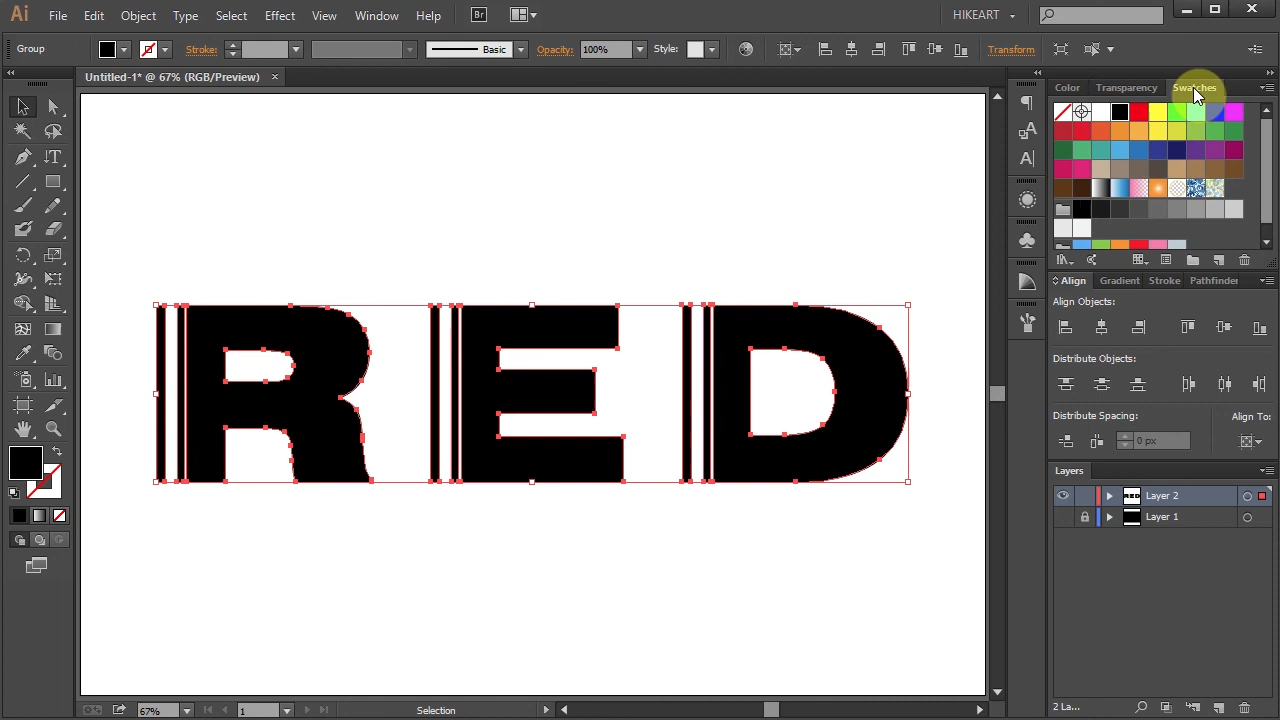 Ai File Edit Object Type Select Effect View Window Help Br HIKEART
Group Stroke: Basic Opacity: 100% Style: Transform
Untitled-1* @ 67% (RGB/Preview) ×
Color Transparency Swatches
RED
Align Gradient Stroke Pathfinder
Align Objects:
Distribute Objects:
Distribute Spacing: Align To:
0 px
Layers
Layer 2
Layer 1
67% 1 Selection
2 La...